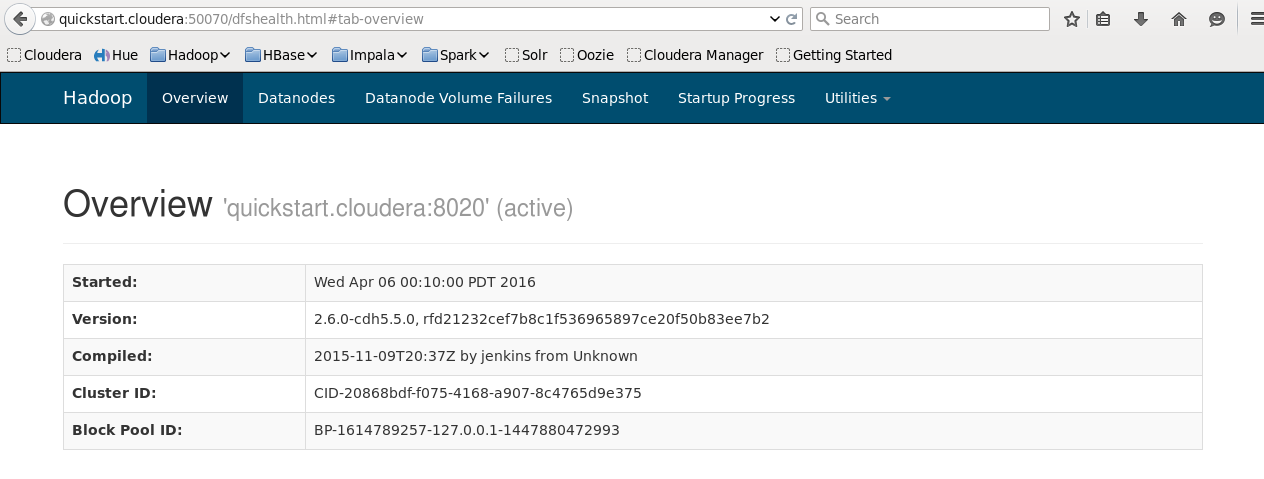 quickstart.cloudera:50070/dfshealth.html#tab-overview Search
Cloudera Hue Hadoop HBase Impala Spark Solr Oozie Cloudera Manager Getting Started
Hadoop Overview Datanodes Datanode Volume Failures Snapshot Startup Progress Utilities
Overview 'quickstart.cloudera:8020' (active)
Started: Wed Apr 06 00:10:00 PDT 2016
Version: 2.6.0-cdh5.5.0, rfd21232cef7b8c1f536965897ce20f50b83ee7b2
Compiled: 2015-11-09T20:37Z by jenkins from Unknown
Cluster ID: CID-20868bdf-f075-4168-a907-8c4765d9e375
Block Pool ID: BP-1614789257-127.0.0.1-1447880472993